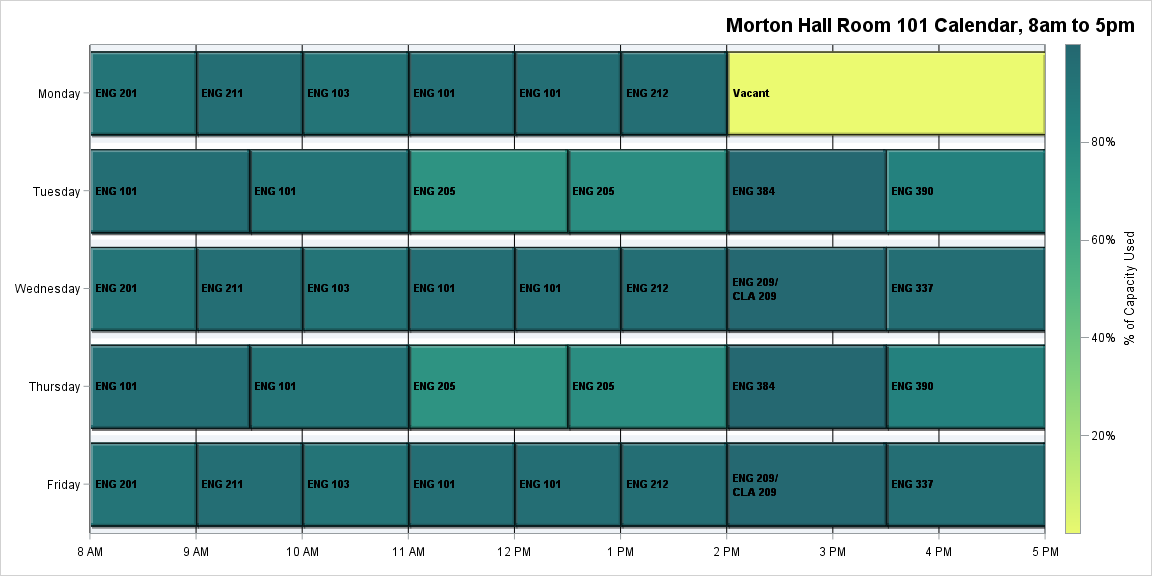 Morton Hall Room 101 Calendar, 8am to 5pm
Monday
ENG 201
ENG 211
ENG 103
ENG 101
ENG 101
ENG 212
Vacant
Tuesday
ENG 101
ENG 101
ENG 205
ENG 205
ENG 384
ENG 390
Wednesday
ENG 201
ENG 211
ENG 103
ENG 101
ENG 101
ENG 212
ENG 209/
CLA 209
ENG 337
Thursday
ENG 101
ENG 101
ENG 205
ENG 205
ENG 384
ENG 390
Friday
ENG 201
ENG 211
ENG 103
ENG 101
ENG 101
ENG 212
ENG 209/
CLA 209
ENG 337
8 AM
9 AM
10 AM
11 AM
12 PM
1 PM
2 PM
3 PM
4 PM
5 PM
80%
60%
40%
20%
% of Capacity Used